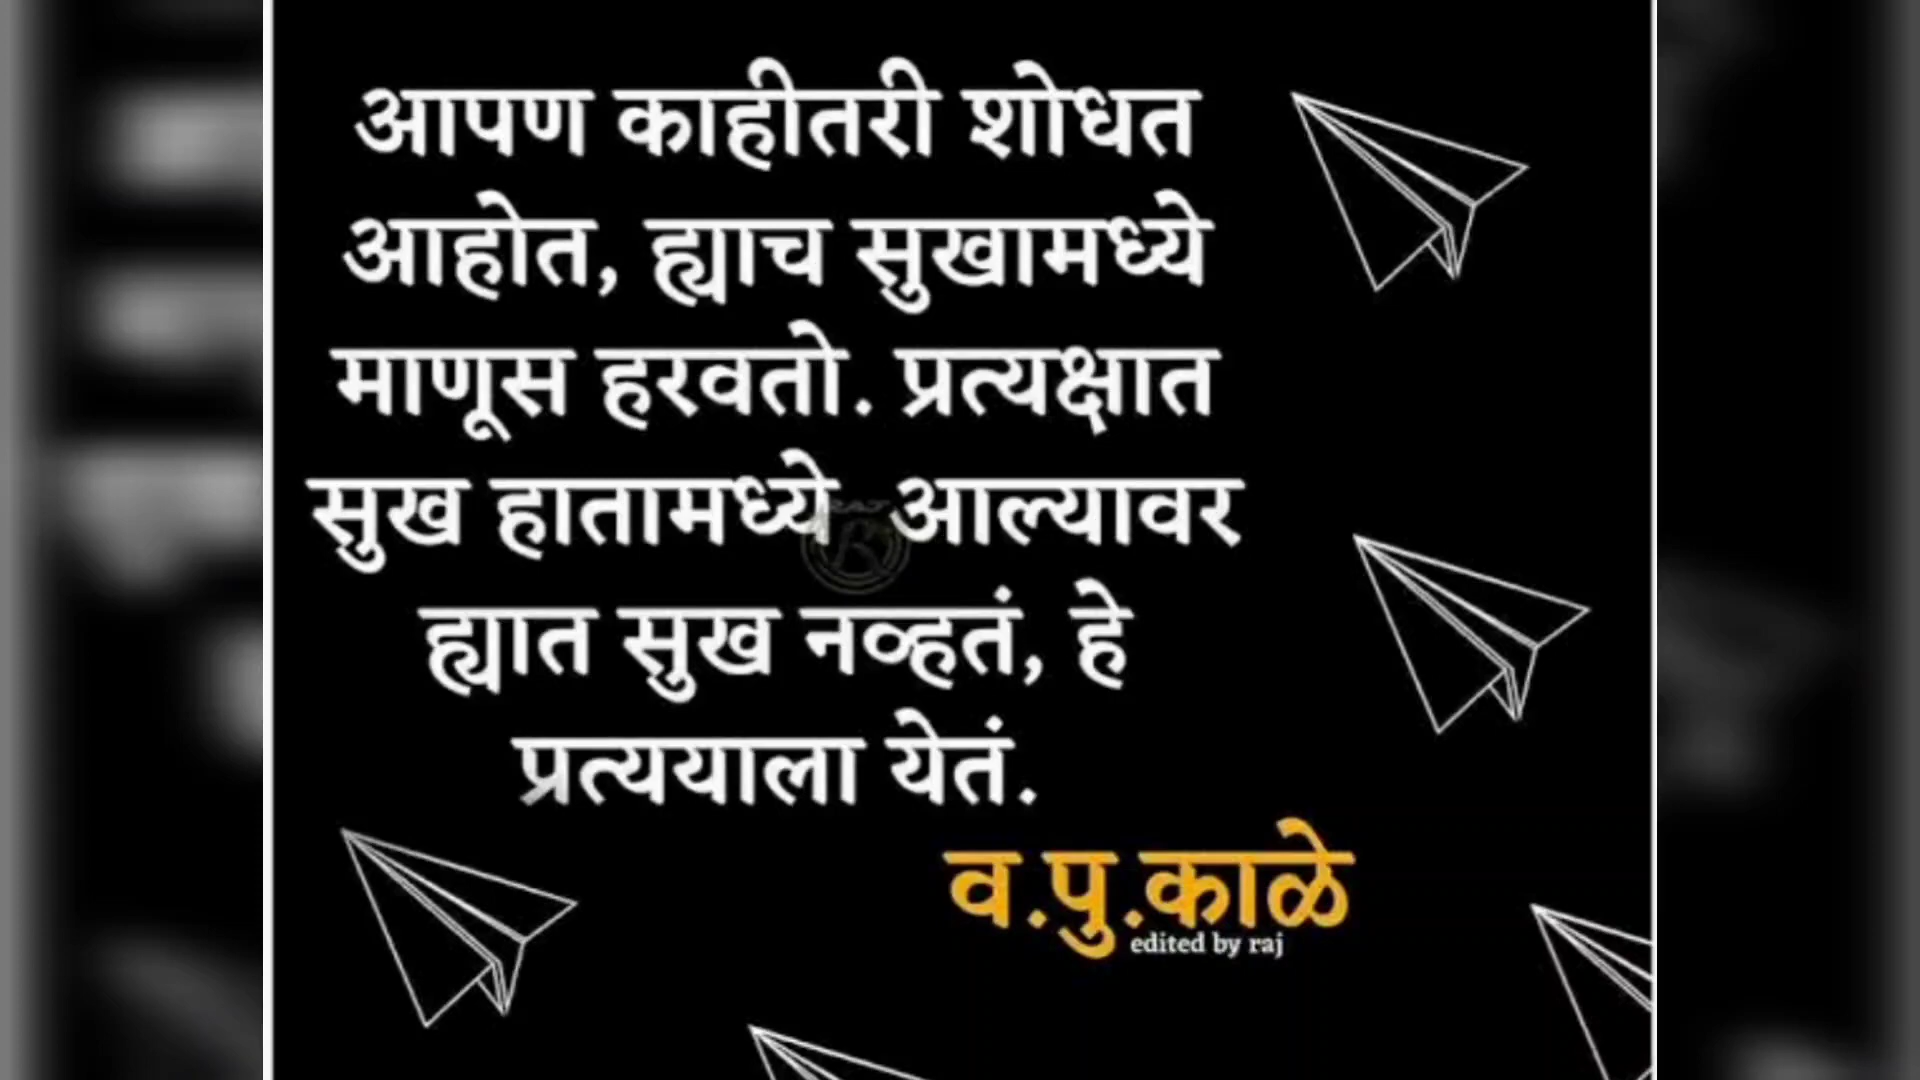 आपण काहीतरी शोधत
आहोत, ह्याच सुखामध्ये
माणूस हरवतो. प्रत्यक्षात
सुख हातामध्ये आल्यावर
ह्यात सुख नव्हतं, हे
प्रत्ययाला येतं.
व.पु.काळे
edited by raj